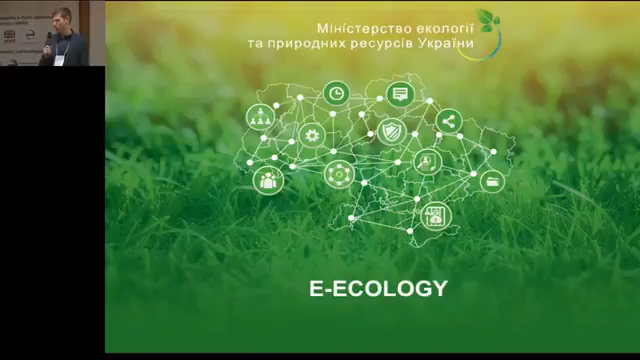 Міністерство екології
та природних ресурсів України
E-ECOLOGY